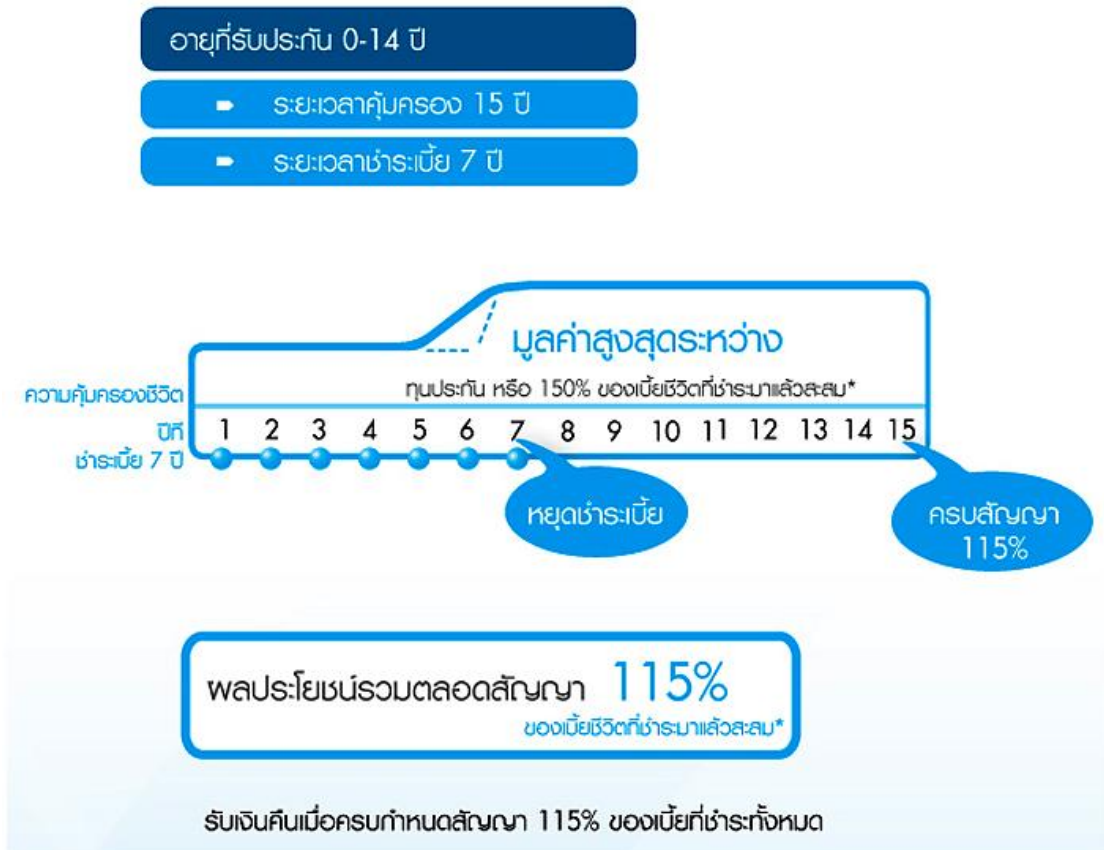 อายุที่รับประกัน 0-14 ปี
ระยะเวลาคุ้มครอง 15 ปี
ระยะเวลาชำระเบี้ย 7 ปี
มูลค่าสูงสุดระหว่าง
ความคุ้มครองชีวิต
ทุนประกัน หรือ 150% ของเบี้ยชีวิตที่ชำระมาแล้วสะสม*
ปีที่ 1 2 3 4 5 6 7 8 9 10 11 12 13 14 15
ชำระเบี้ย 7 ปี
หยุดชำระเบี้ย
ครบสัญญา
115%
ผลประโยชน์รวมตลอดสัญญา 115%
ของเบี้ยชีวิตที่ชำระมาแล้วสะสม*
รับเงินคืนเมื่อครบกำหนดสัญญา 115% ของเบี้ยที่ชำระทั้งหมด